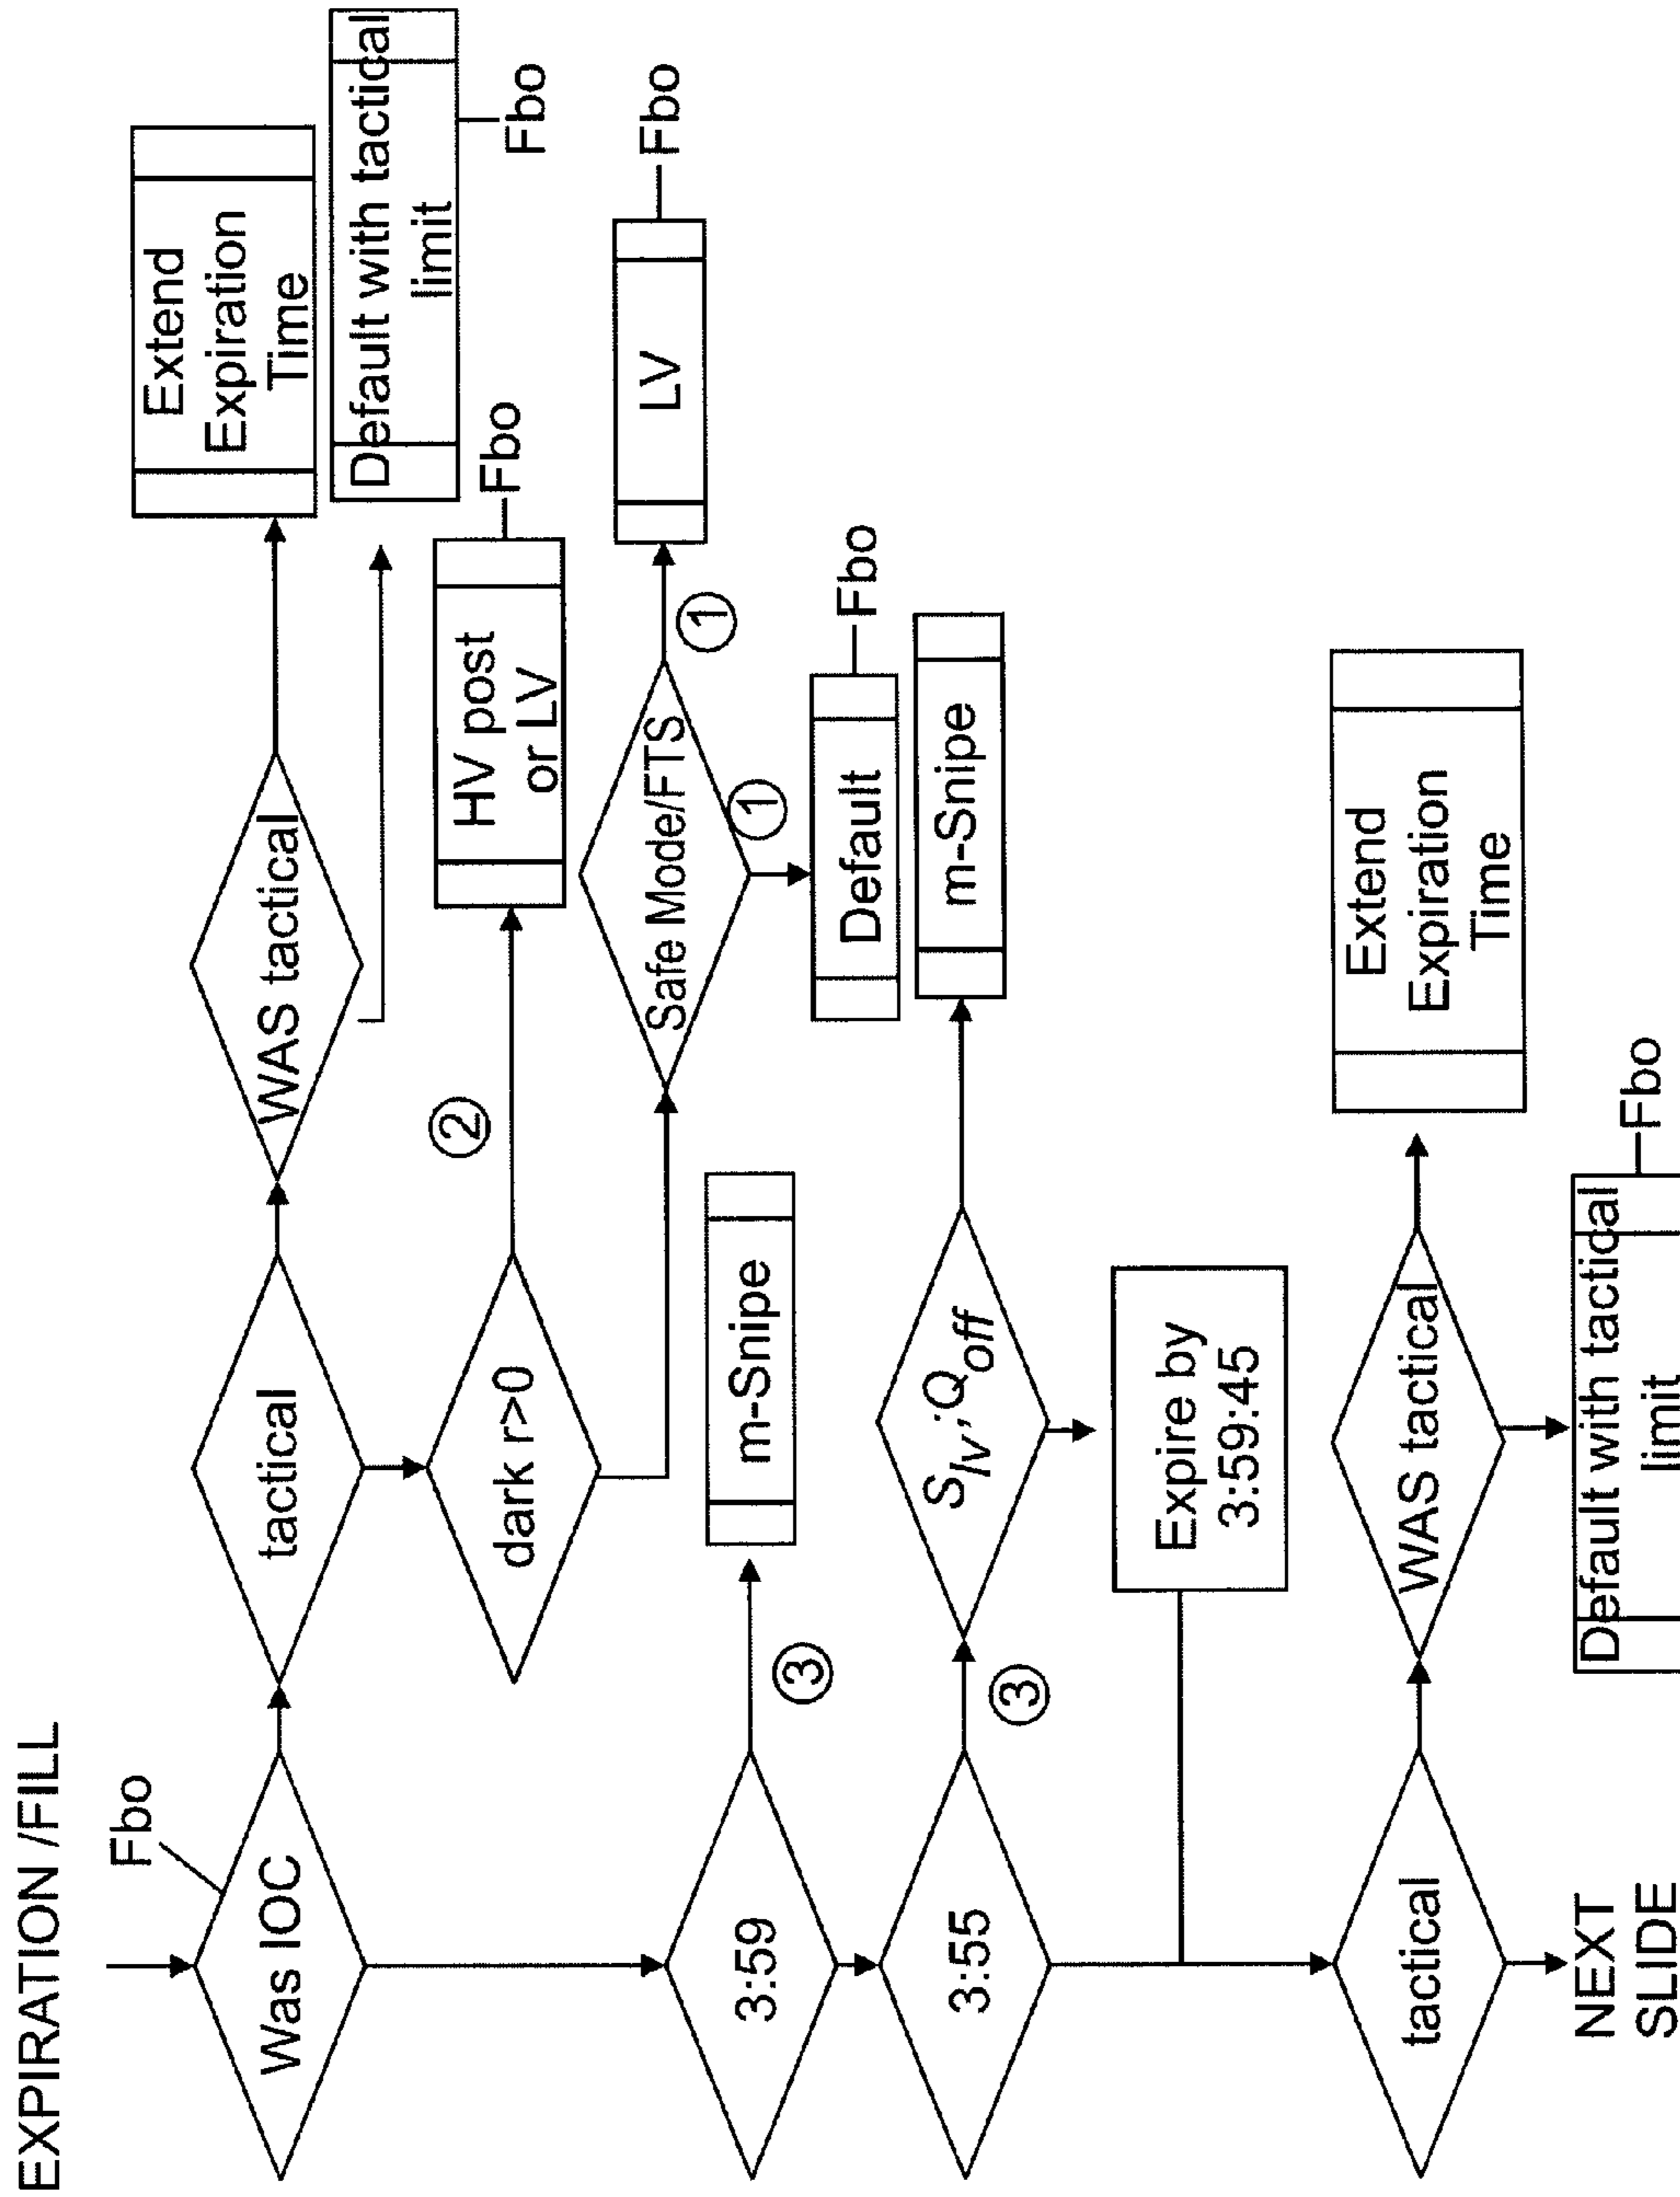 EXPIRATION /FILL
Fbo
Was IOC
tactical
WAS tactical
Extend
Expiration
Time
Default with tactical
limit
Fbo
dark r>0
②
HV post
or LV
Fbo
Safe Mode/FTS
①
LV
Fbo
①
Default
Fbo
3:59
③
m-Snipe
3:55
③
Slv;Qoff
m-Snipe
Expire by
3:59:45
tactical
WAS tactical
Extend
Expiration
Time
Default with tactical
limit
Fbo
NEXT
SLIDE